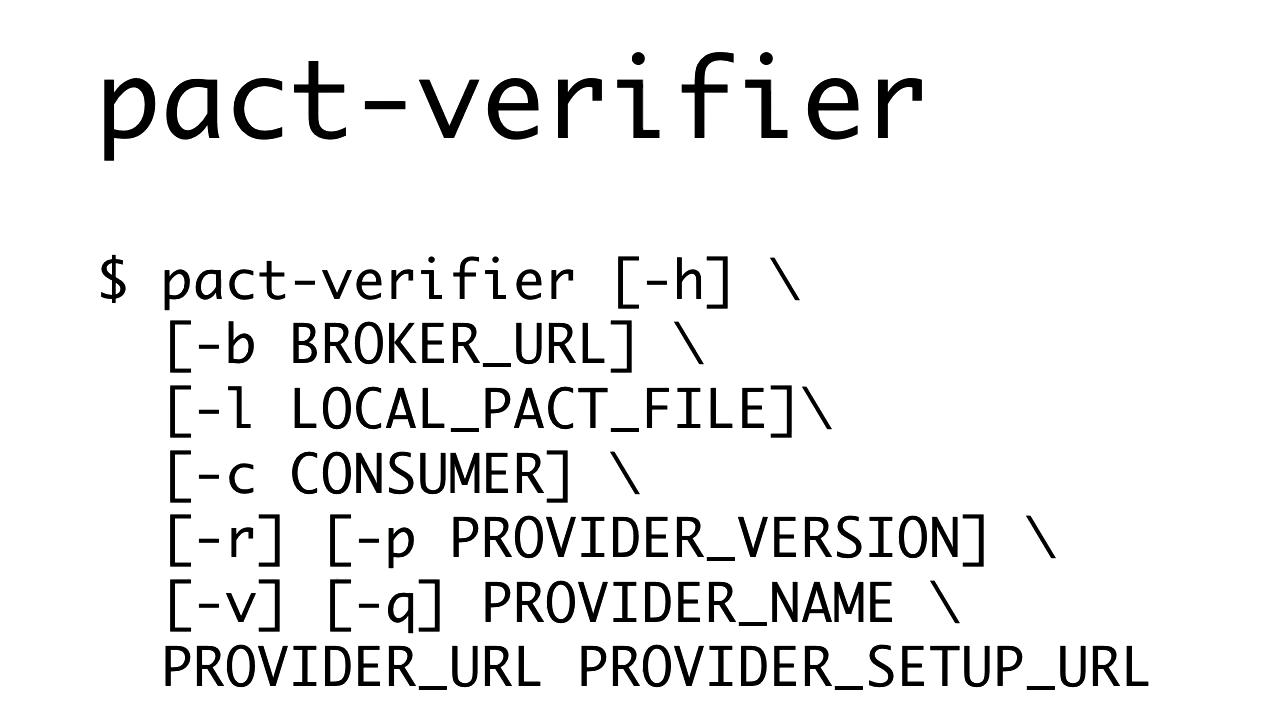 pact-verifier
$ pact-verifier [-h] \
[-b BROKER_URL] \
[-l LOCAL_PACT_FILE]\
[-c CONSUMER] \
[-r] [-p PROVIDER_VERSION] \
[-v] [-q] PROVIDER_NAME \
PROVIDER_URL PROVIDER_SETUP_URL